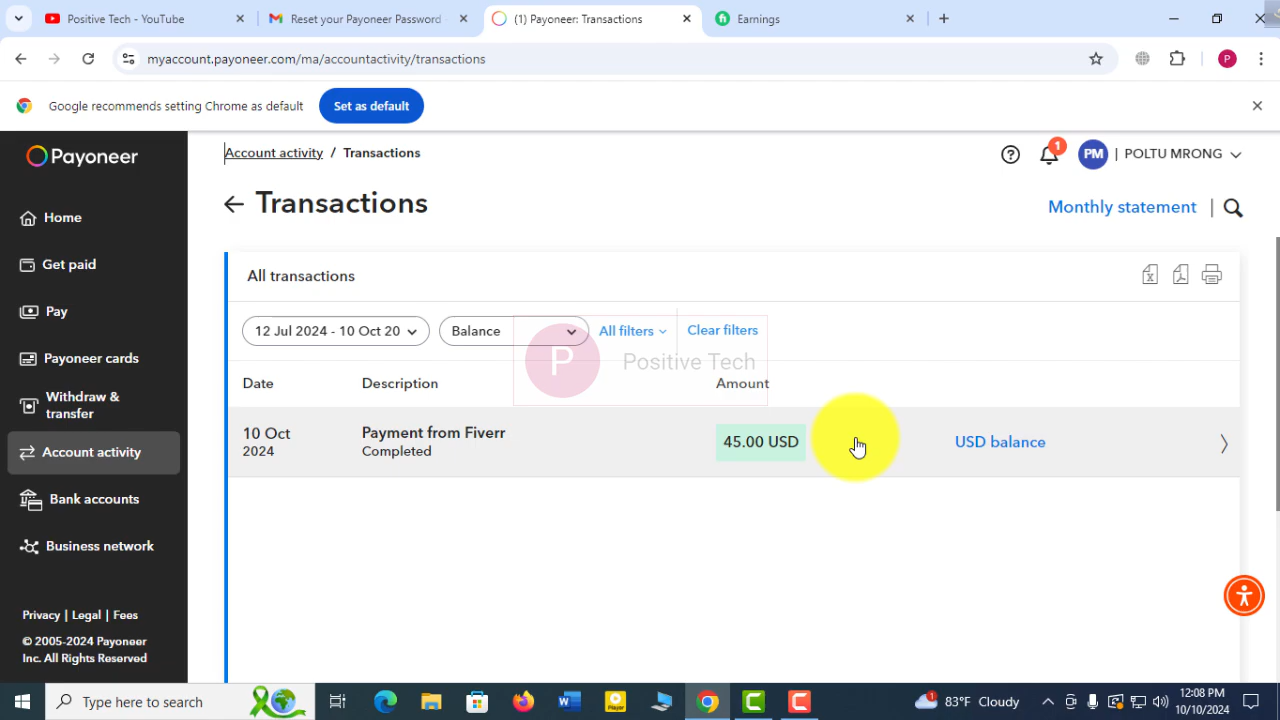 Positive Tech - YouTube
Reset your Payoneer Password
(1) Payoneer: Transactions
Earnings
myaccount.payoneer.com/ma/accountactivity/transactions
P
Google recommends setting Chrome as default
Set as default
Payoneer
Account activity / Transactions
1
PM
| POLTU MRONG
Transactions
Monthly statement |
Home
Get paid
Pay
Payoneer cards
Withdraw &
transfer
Account activity
Bank accounts
Business network
All transactions
12 Jul 2024 - 10 Oct 20
Balance
All filters
Clear filters
P
Positive Tech
Date
Description
Amount
10 Oct
2024
Payment from Fiverr
Completed
45.00 USD
USD balance
Privacy | Legal | Fees
© 2005-2024 Payoneer
Inc. All Rights Reserved
Type here to search
1
83°F Cloudy
12:08 PM
10/10/2024